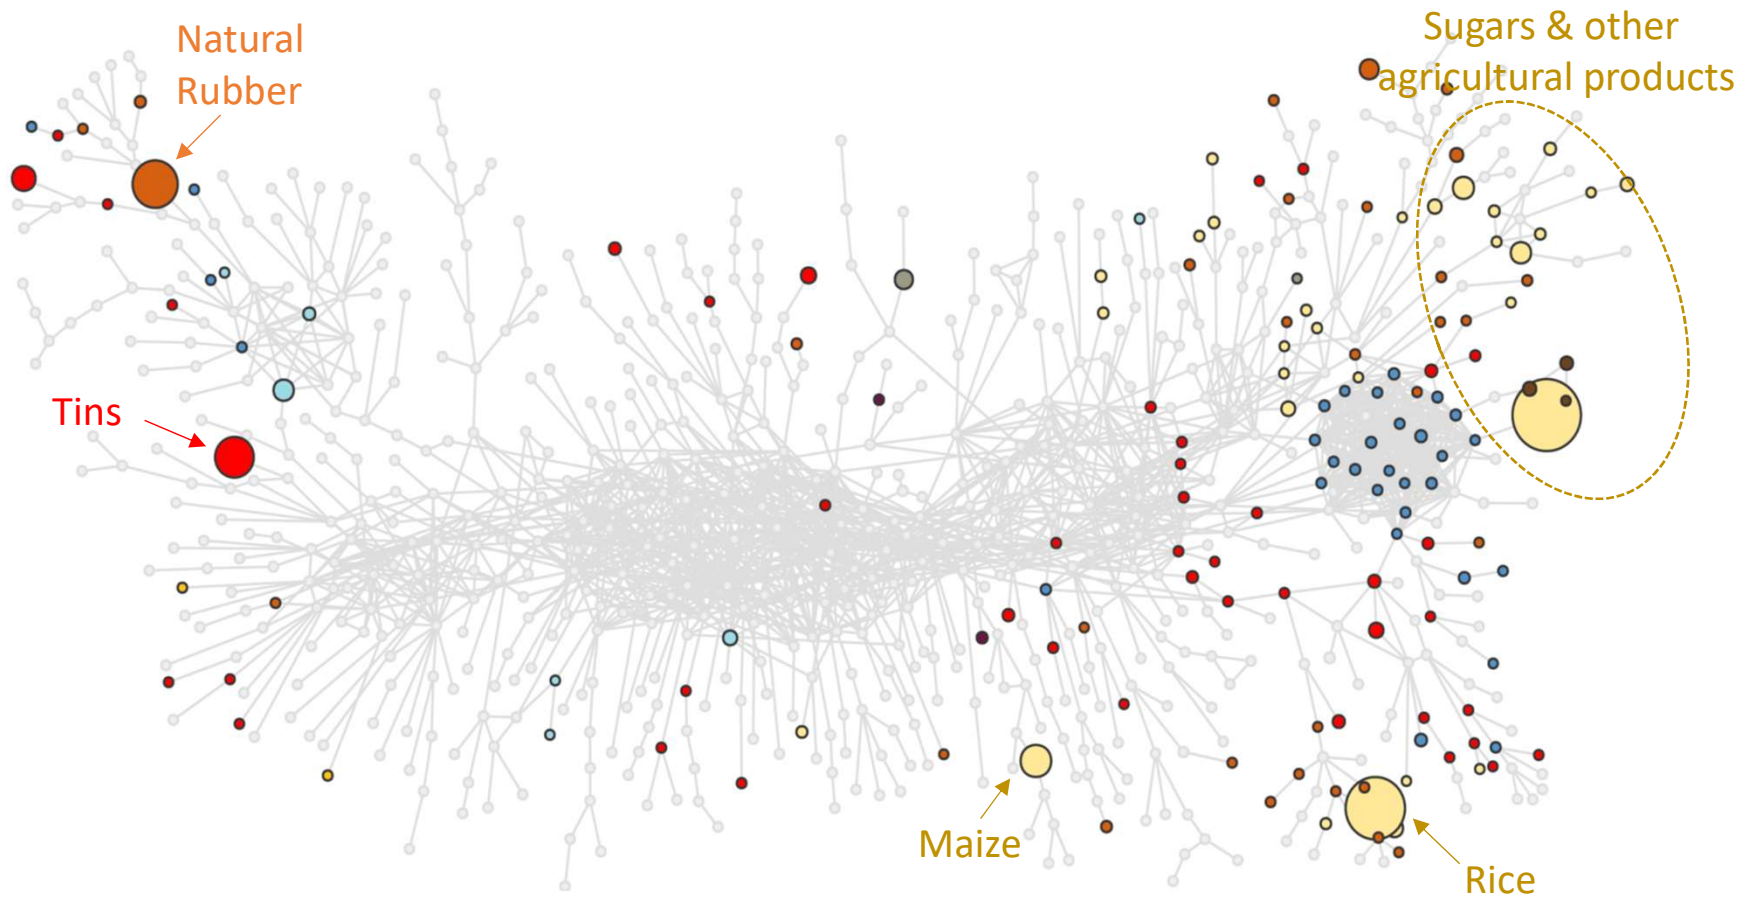 Natural
Rubber
Sugars & other
agricultural products
Tins
Maize
Rice